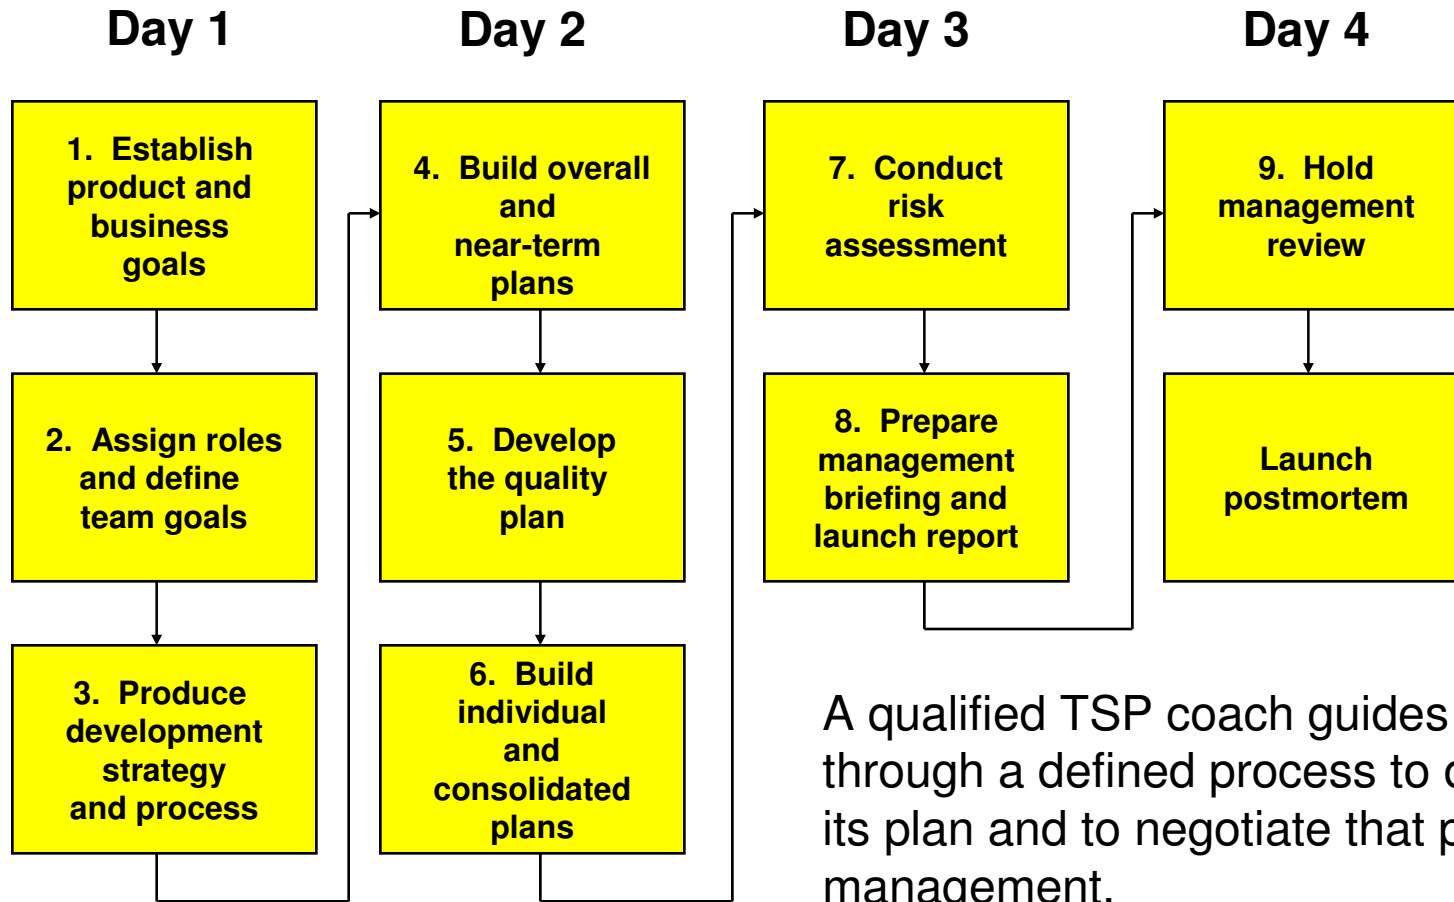 Day 1
Day 2
Day 3
Day 4
1. Establish
product and
business
goals
2. Assign roles
and define
team goals
3. Produce
development
strategy
and process
4. Build overall
and
near-term
plans
5. Develop
the quality
plan
6. Build
individual
and
consolidated
plans
7. Conduct
risk
assessment
8. Prepare
management
briefing and
launch report
9. Hold
management
review
Launch
postmortem
A qualified TSP coach guides
through a defined process to
its plan and to negotiate that
management.